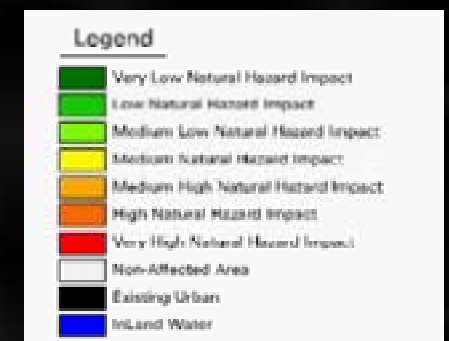 Legend
Very Low Natural Hazard Impact
Low Natural Hazard Impact
Medium Low Natural Hazard Impact
Medium Natural Hazard Impact
Medium High Natural Hazard Impact
High Natural Hazard Impact
Very High Natural Hazard Impact
Non-Affected Area
Existing Urban
InLand Water